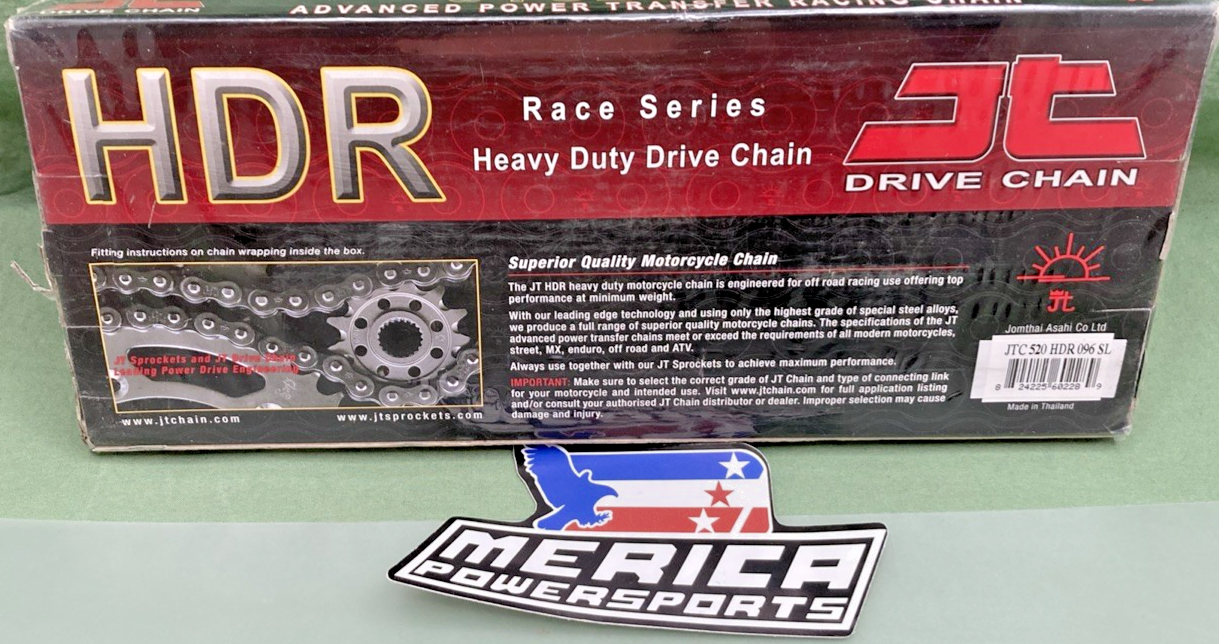 DRIVE CHAIN
ADVANCED POWER TRANSFER RACING CHAIN
HDR
Race Series
Heavy Duty Drive Chain
JT
DRIVE CHAIN
Fitting instructions on chain wrapping inside the box.
JT Sprockets and JT Drive Chain
Leading Power Drive Engineering
www.jtchain.com
www.jtsprockets.com
Superior Quality Motorcycle Chain
The JT HDR heavy duty motorcycle chain is engineered for off road racing use offering top
performance at minimum weight.
With our leading edge technology and using only the highest grade of special steel alloys,
we produce a full range of superior quality motorcycle chains. The specifications of the JT
advanced power transfer chains meet or exceed the requirements of all modern motorcycles,
street, MX, enduro, off road and ATV.
Always use together with our JT Sprockets to achieve maximum performance.
IMPORTANT: Make sure to select the correct grade of JT Chain and type of connecting link
for your motorcycle and intended use. Visit www.jtchain.com for full application listing
and/or consult your authorised JT Chain distributor or dealer. Improper selection may cause
damage and injury.
JT
Jomthai Asahi Co Ltd
JTC 520 HDR 096 SL
8 24225 60228 9
Made in Thailand
MERICA
POWERSPORTS